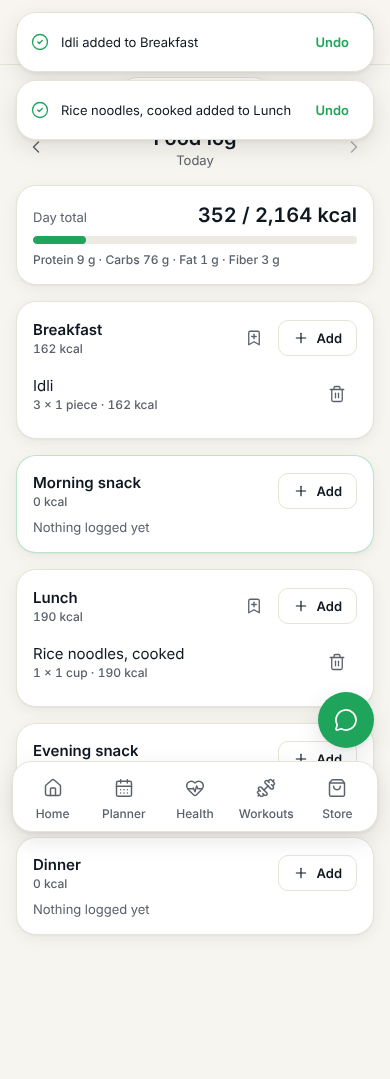 Idli added to Breakfast Undo
Rice noodles, cooked added to Lunch Undo
Food log
Today
Day total 352 / 2,164 kcal
Protein 9 g · Carbs 76 g · Fat 1 g · Fiber 3 g
Breakfast
162 kcal
Add
Idli
3 × 1 piece · 162 kcal
Morning snack
0 kcal
Add
Nothing logged yet
Lunch
190 kcal
Add
Rice noodles, cooked
1 × 1 cup · 190 kcal
Evening snack
Add
Home Planner Health Workouts Store
Dinner
0 kcal
Add
Nothing logged yet